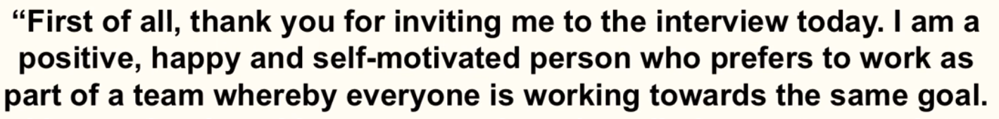 “First of all, thank you for inviting me to the interview today. I am a
positive, happy and self-motivated person who prefers to work as
part of a team whereby everyone is working towards the same goal.